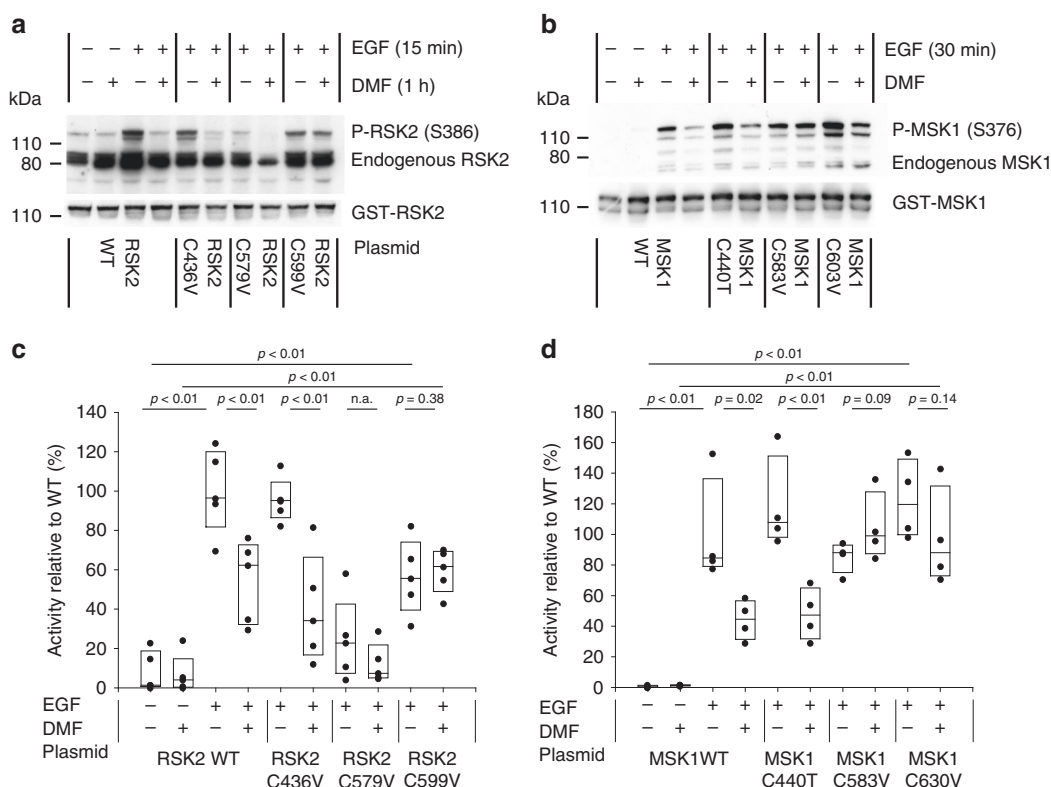 a
– – + + + + + + + + EGF (15 min)
– + – + – + – + – + DMF (1 h)
kDa
110
80
110
P-RSK2 (S386)
Endogenous RSK2
GST-RSK2
Plasmid
WT
RSK2
C436V
RSK2
C579V
RSK2
C599V
RSK2
b
– – + + + + + + + + EGF (30 min)
– + – + – + – + – + DMF
kDa
110
80
110
P-MSK1 (S376)
Endogenous MSK1
GST-MSK1
WT
MSK1
C440T
MSK1
C583V
MSK1
C603V
MSK1
Plasmid
c
p < 0.01
p < 0.01
p < 0.01 p < 0.01 p < 0.01 n.a. p = 0.38
Activity relative to WT (%)
140
120
100
80
60
40
20
0
EGF – – + + + + + + + +
DMF – + – + – + – + – +
Plasmid
RSK2 WT
RSK2
C436V
RSK2
C579V
RSK2
C599V
d
p < 0.01
p < 0.01
p < 0.01 p = 0.02 p < 0.01 p = 0.09 p = 0.14
Activity relative to WT (%)
180
160
140
120
100
80
60
40
20
0
EGF – – + + + + + + + +
DMF – + – + – + – + – +
Plasmid
MSK1WT
MSK1
C440T
MSK1
C583V
MSK1
C630V